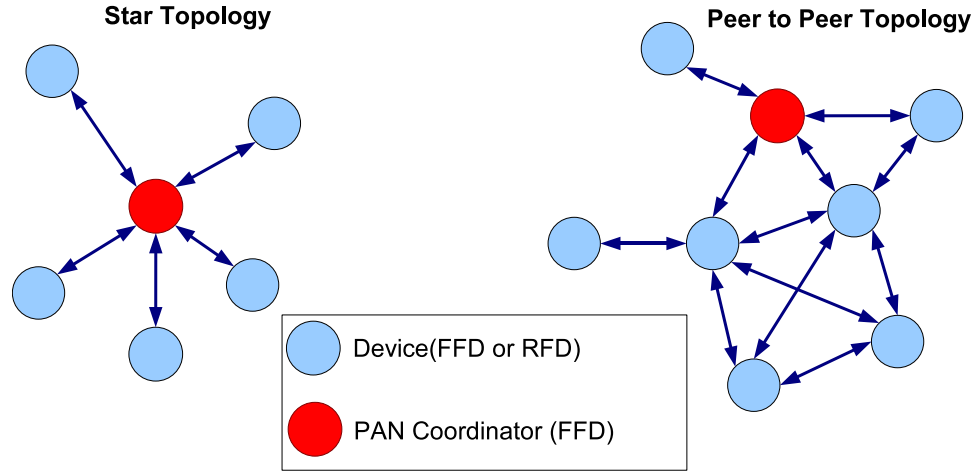 Star Topology
Peer to Peer Topology
Device(FFD or RFD)
PAN Coordinator (FFD)